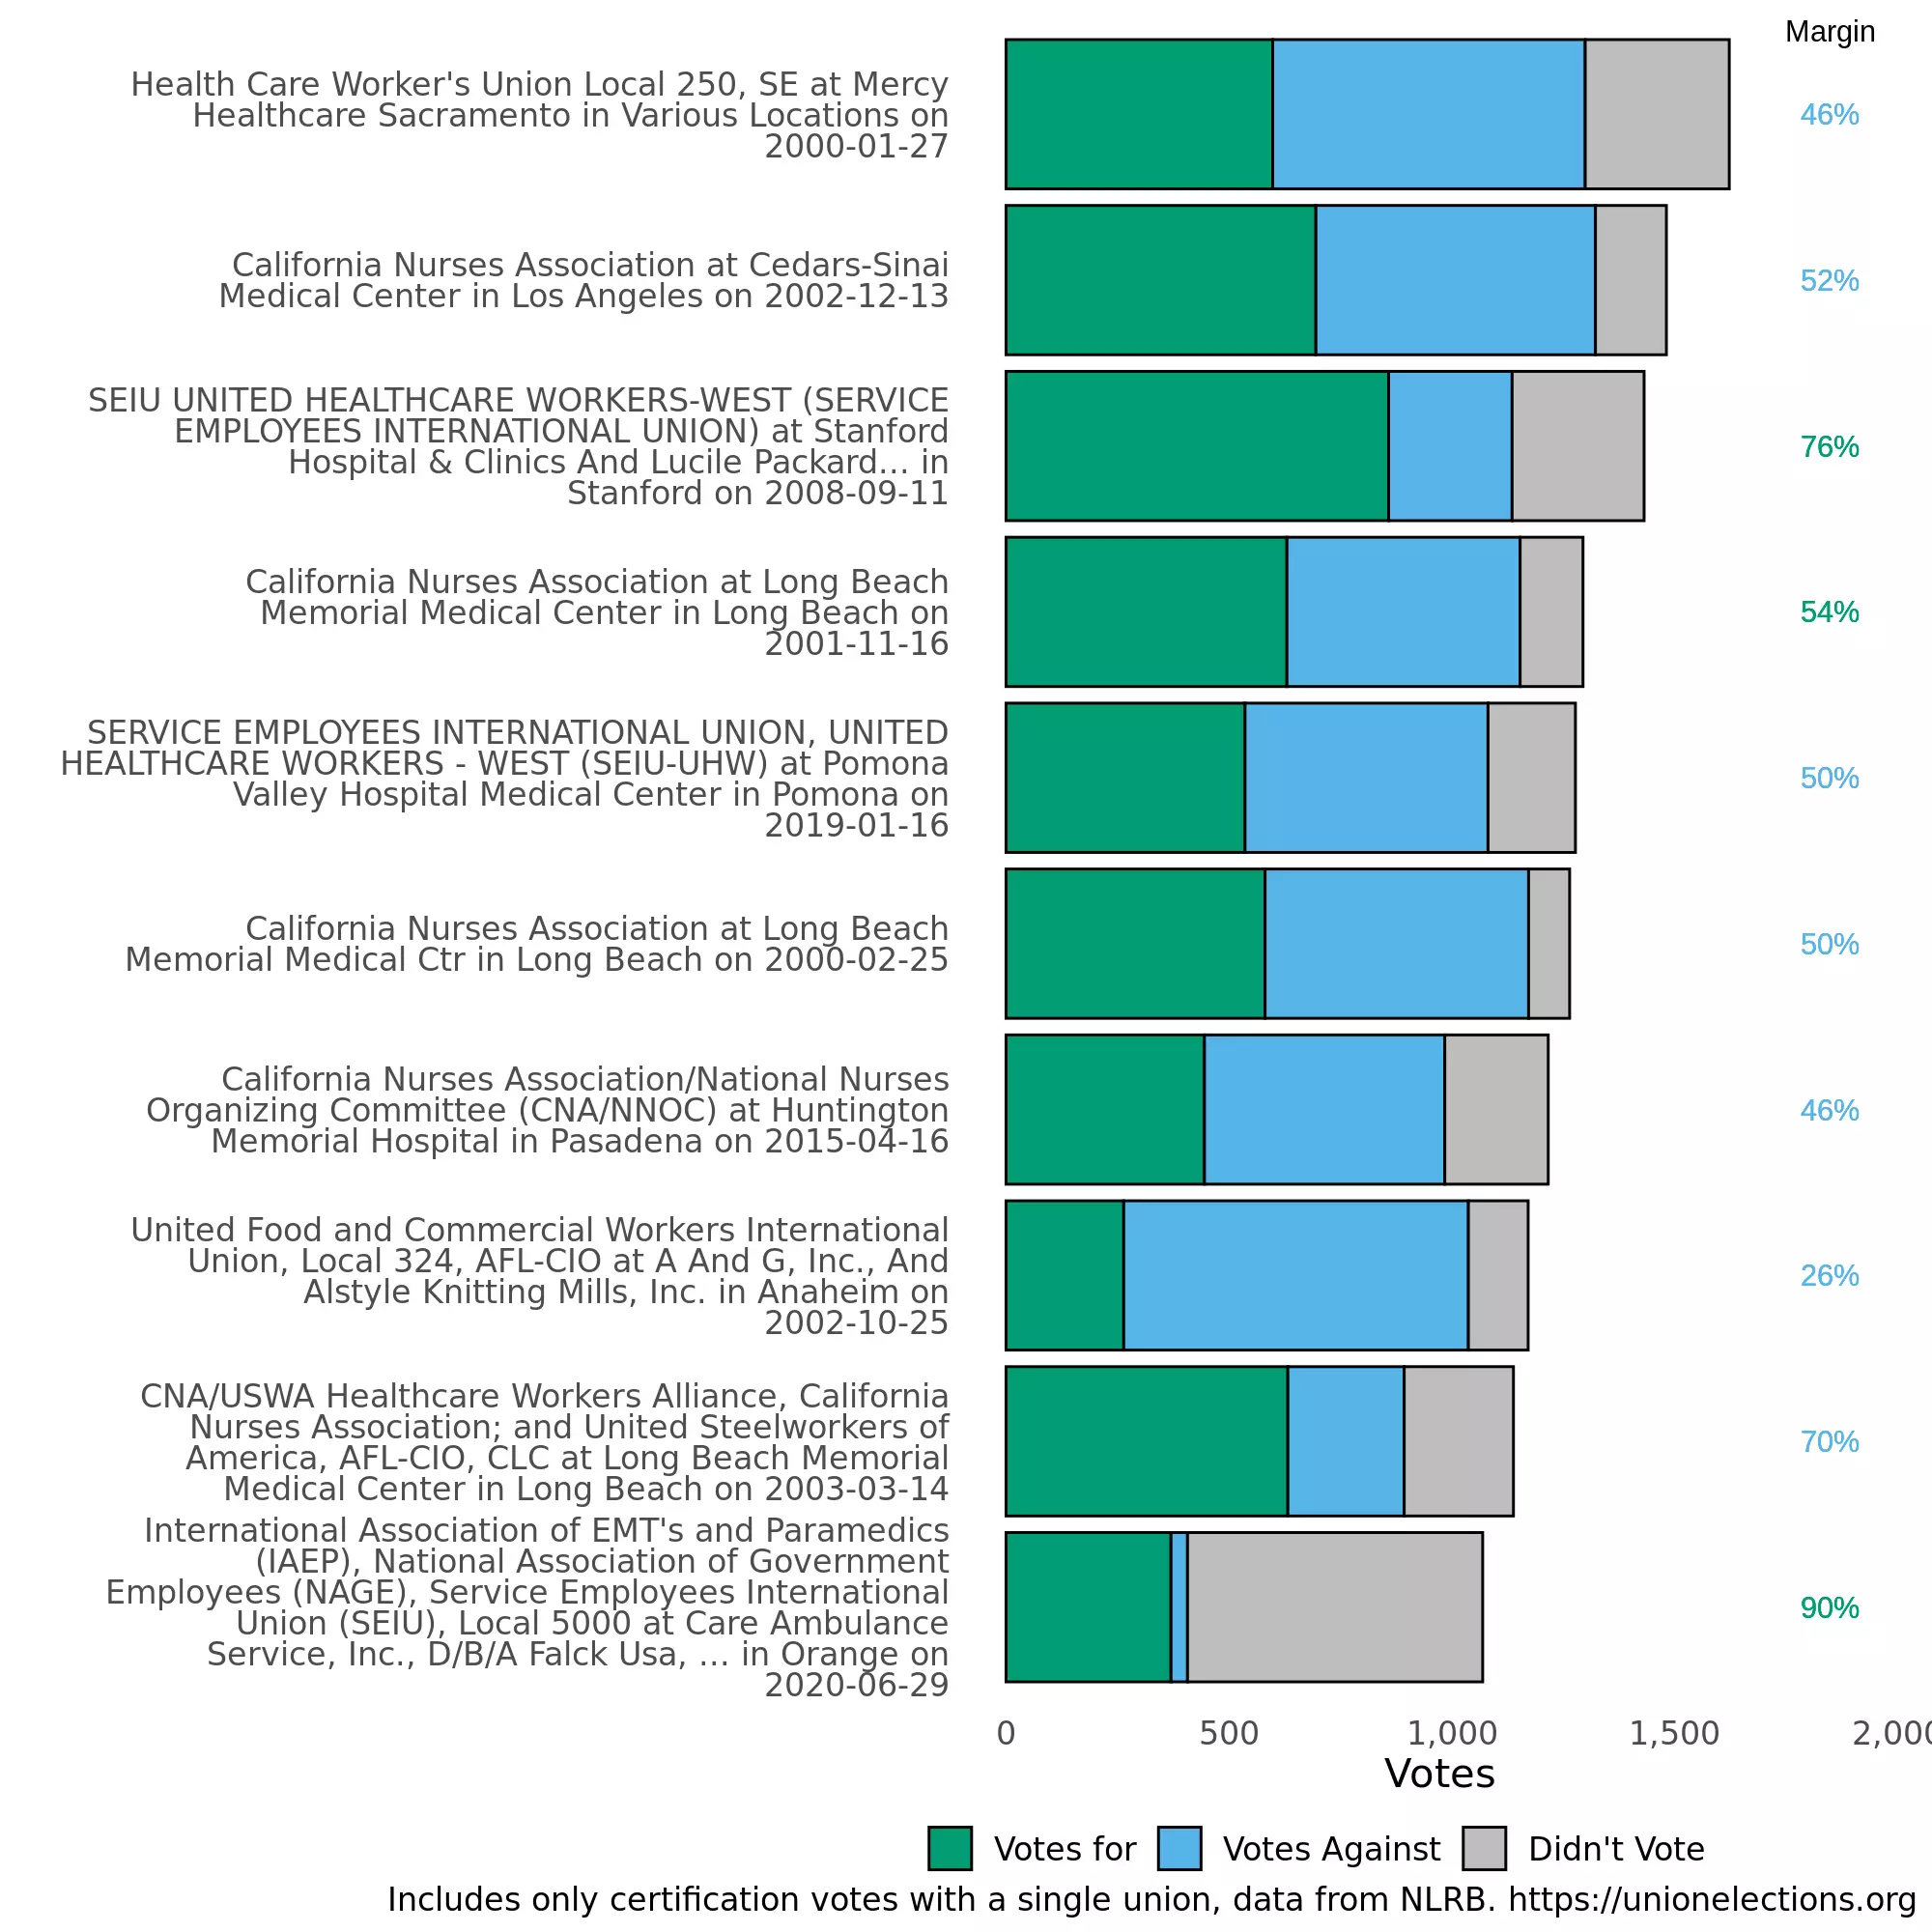 Margin
Health Care Worker's Union Local 250, SE at Mercy
Healthcare Sacramento in Various Locations on
2000-01-27
46%
California Nurses Association at Cedars-Sinai
Medical Center in Los Angeles on 2002-12-13
52%
SEIU UNITED HEALTHCARE WORKERS-WEST (SERVICE
EMPLOYEES INTERNATIONAL UNION) at Stanford
Hospital & Clinics And Lucile Packard... in
Stanford on 2008-09-11
76%
California Nurses Association at Long Beach
Memorial Medical Center in Long Beach on
2001-11-16
54%
SERVICE EMPLOYEES INTERNATIONAL UNION, UNITED
HEALTHCARE WORKERS - WEST (SEIU-UHW) at Pomona
Valley Hospital Medical Center in Pomona on
2019-01-16
50%
California Nurses Association at Long Beach
Memorial Medical Ctr in Long Beach on 2000-02-25
50%
California Nurses Association/National Nurses
Organizing Committee (CNA/NNOC) at Huntington
Memorial Hospital in Pasadena on 2015-04-16
46%
United Food and Commercial Workers International
Union, Local 324, AFL-CIO at A And G, Inc., And
Alstyle Knitting Mills, Inc. in Anaheim on
2002-10-25
26%
CNA/USWA Healthcare Workers Alliance, California
Nurses Association; and United Steelworkers of
America, AFL-CIO, CLC at Long Beach Memorial
Medical Center in Long Beach on 2003-03-14
70%
International Association of EMT's and Paramedics
(IAEP), National Association of Government
Employees (NAGE), Service Employees International
Union (SEIU), Local 5000 at Care Ambulance
Service, Inc., D/B/A Falck Usa, ... in Orange on
2020-06-29
90%
0 500 1,000 1,500 2,000
Votes
Votes for Votes Against Didn't Vote
Includes only certification votes with a single union, data from NLRB. https://unionelections.org